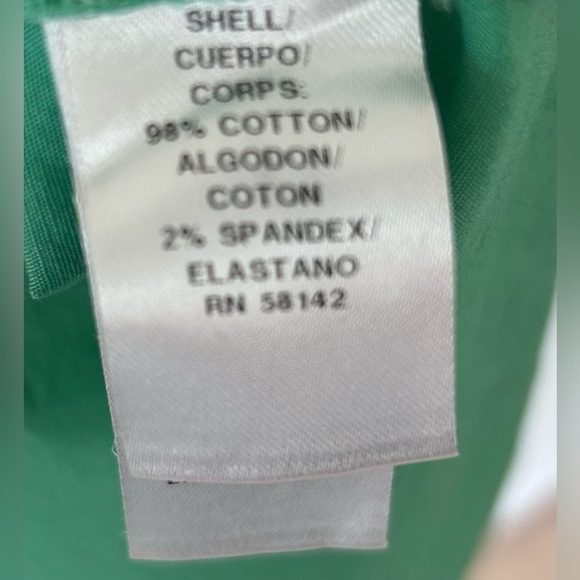 SHELL/
CUERPO/
CORPS:
98% COTTON/
ALGODON/
COTON
2% SPANDEX/
ELASTANO
RN 58142